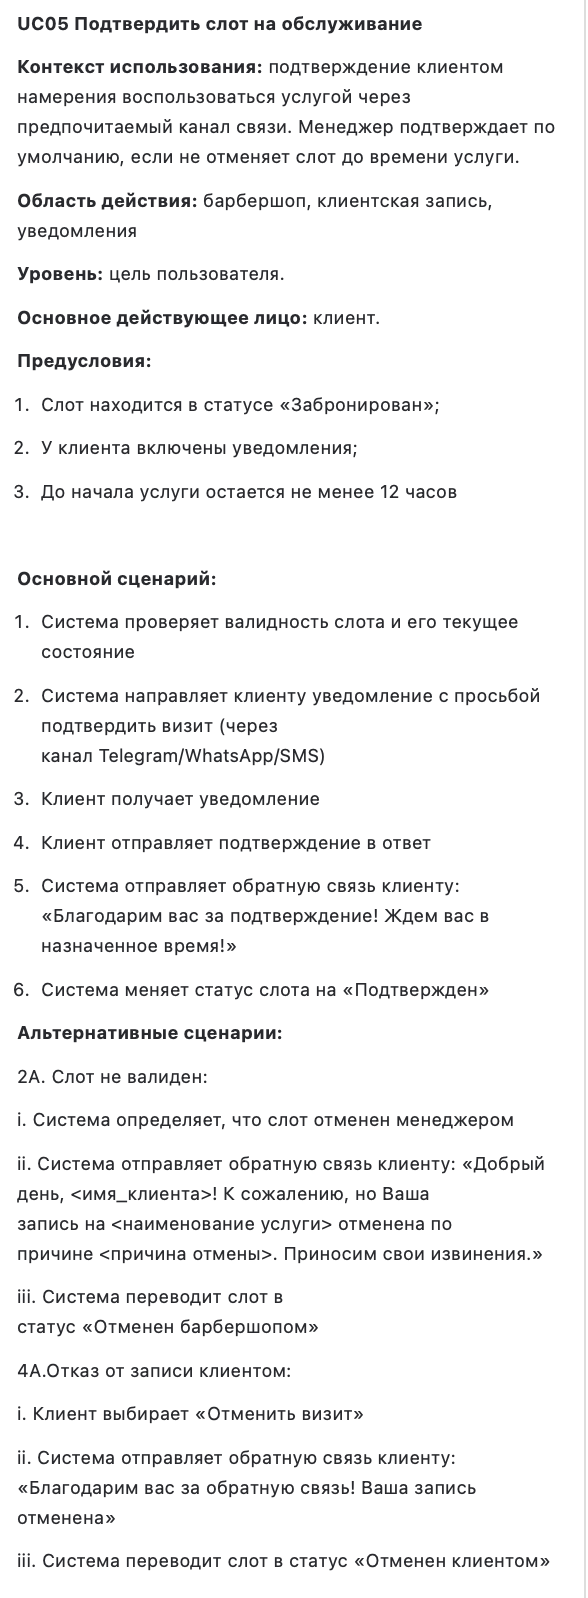 UC05 Подтвердить слот на обслуживание
Контекст использования: подтверждение клиентом
намерения воспользоваться услугой через
предпочитаемый канал связи. Менеджер подтверждает по
умолчанию, если не отменяет слот до времени услуги.
Область действия: барбершоп, клиентская запись,
уведомления
Уровень: цель пользователя.
Основное действующее лицо: клиент.
Предусловия:
1. Слот находится в статусе «Забронирован»;
2. У клиента включены уведомления;
3. До начала услуги остается не менее 12 часов
Основной сценарий:
1. Система проверяет валидность слота и его текущее
состояние
2. Система направляет клиенту уведомление с просьбой
подтвердить визит (через
канал Telegram/WhatsApp/SMS)
3. Клиент получает уведомление
4. Клиент отправляет подтверждение в ответ
5. Система отправляет обратную связь клиенту:
«Благодарим вас за подтверждение! Ждем вас в
назначенное время!»
6. Система меняет статус слота на «Подтвержден»
Альтернативные сценарии:
2А. Слот не валиден:
i. Система определяет, что слот отменен менеджером
ii. Система отправляет обратную связь клиенту: «Добрый
день, <имя_клиента>! К сожалению, но Ваша
запись на <наименование услуги> отменена по
причине <причина отмены>. Приносим свои извинения.»
iii. Система переводит слот в
статус «Отменен барбершопом»
4А.Отказ от записи клиентом:
i. Клиент выбирает «Отменить визит»
ii. Система отправляет обратную связь клиенту:
«Благодарим вас за обратную связь! Ваша запись
отменена»
iii. Система переводит слот в статус «Отменен клиентом»